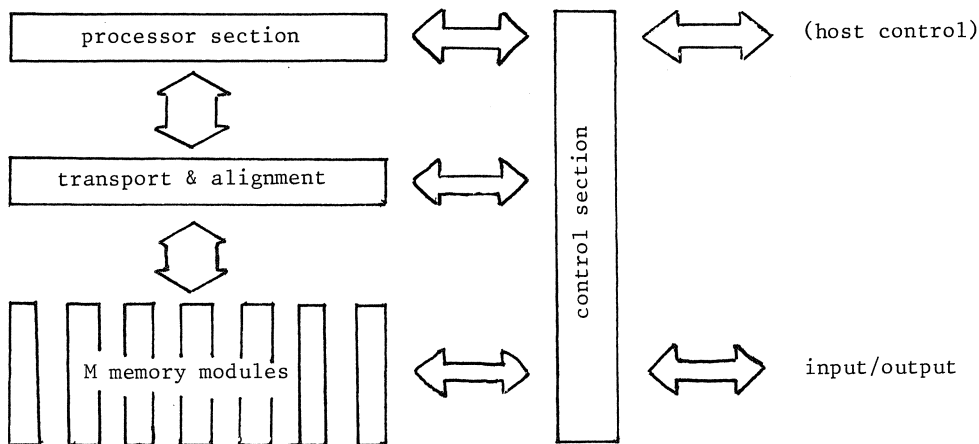 processor section
(host control)
transport & alignment
control section
M memory modules
input/output